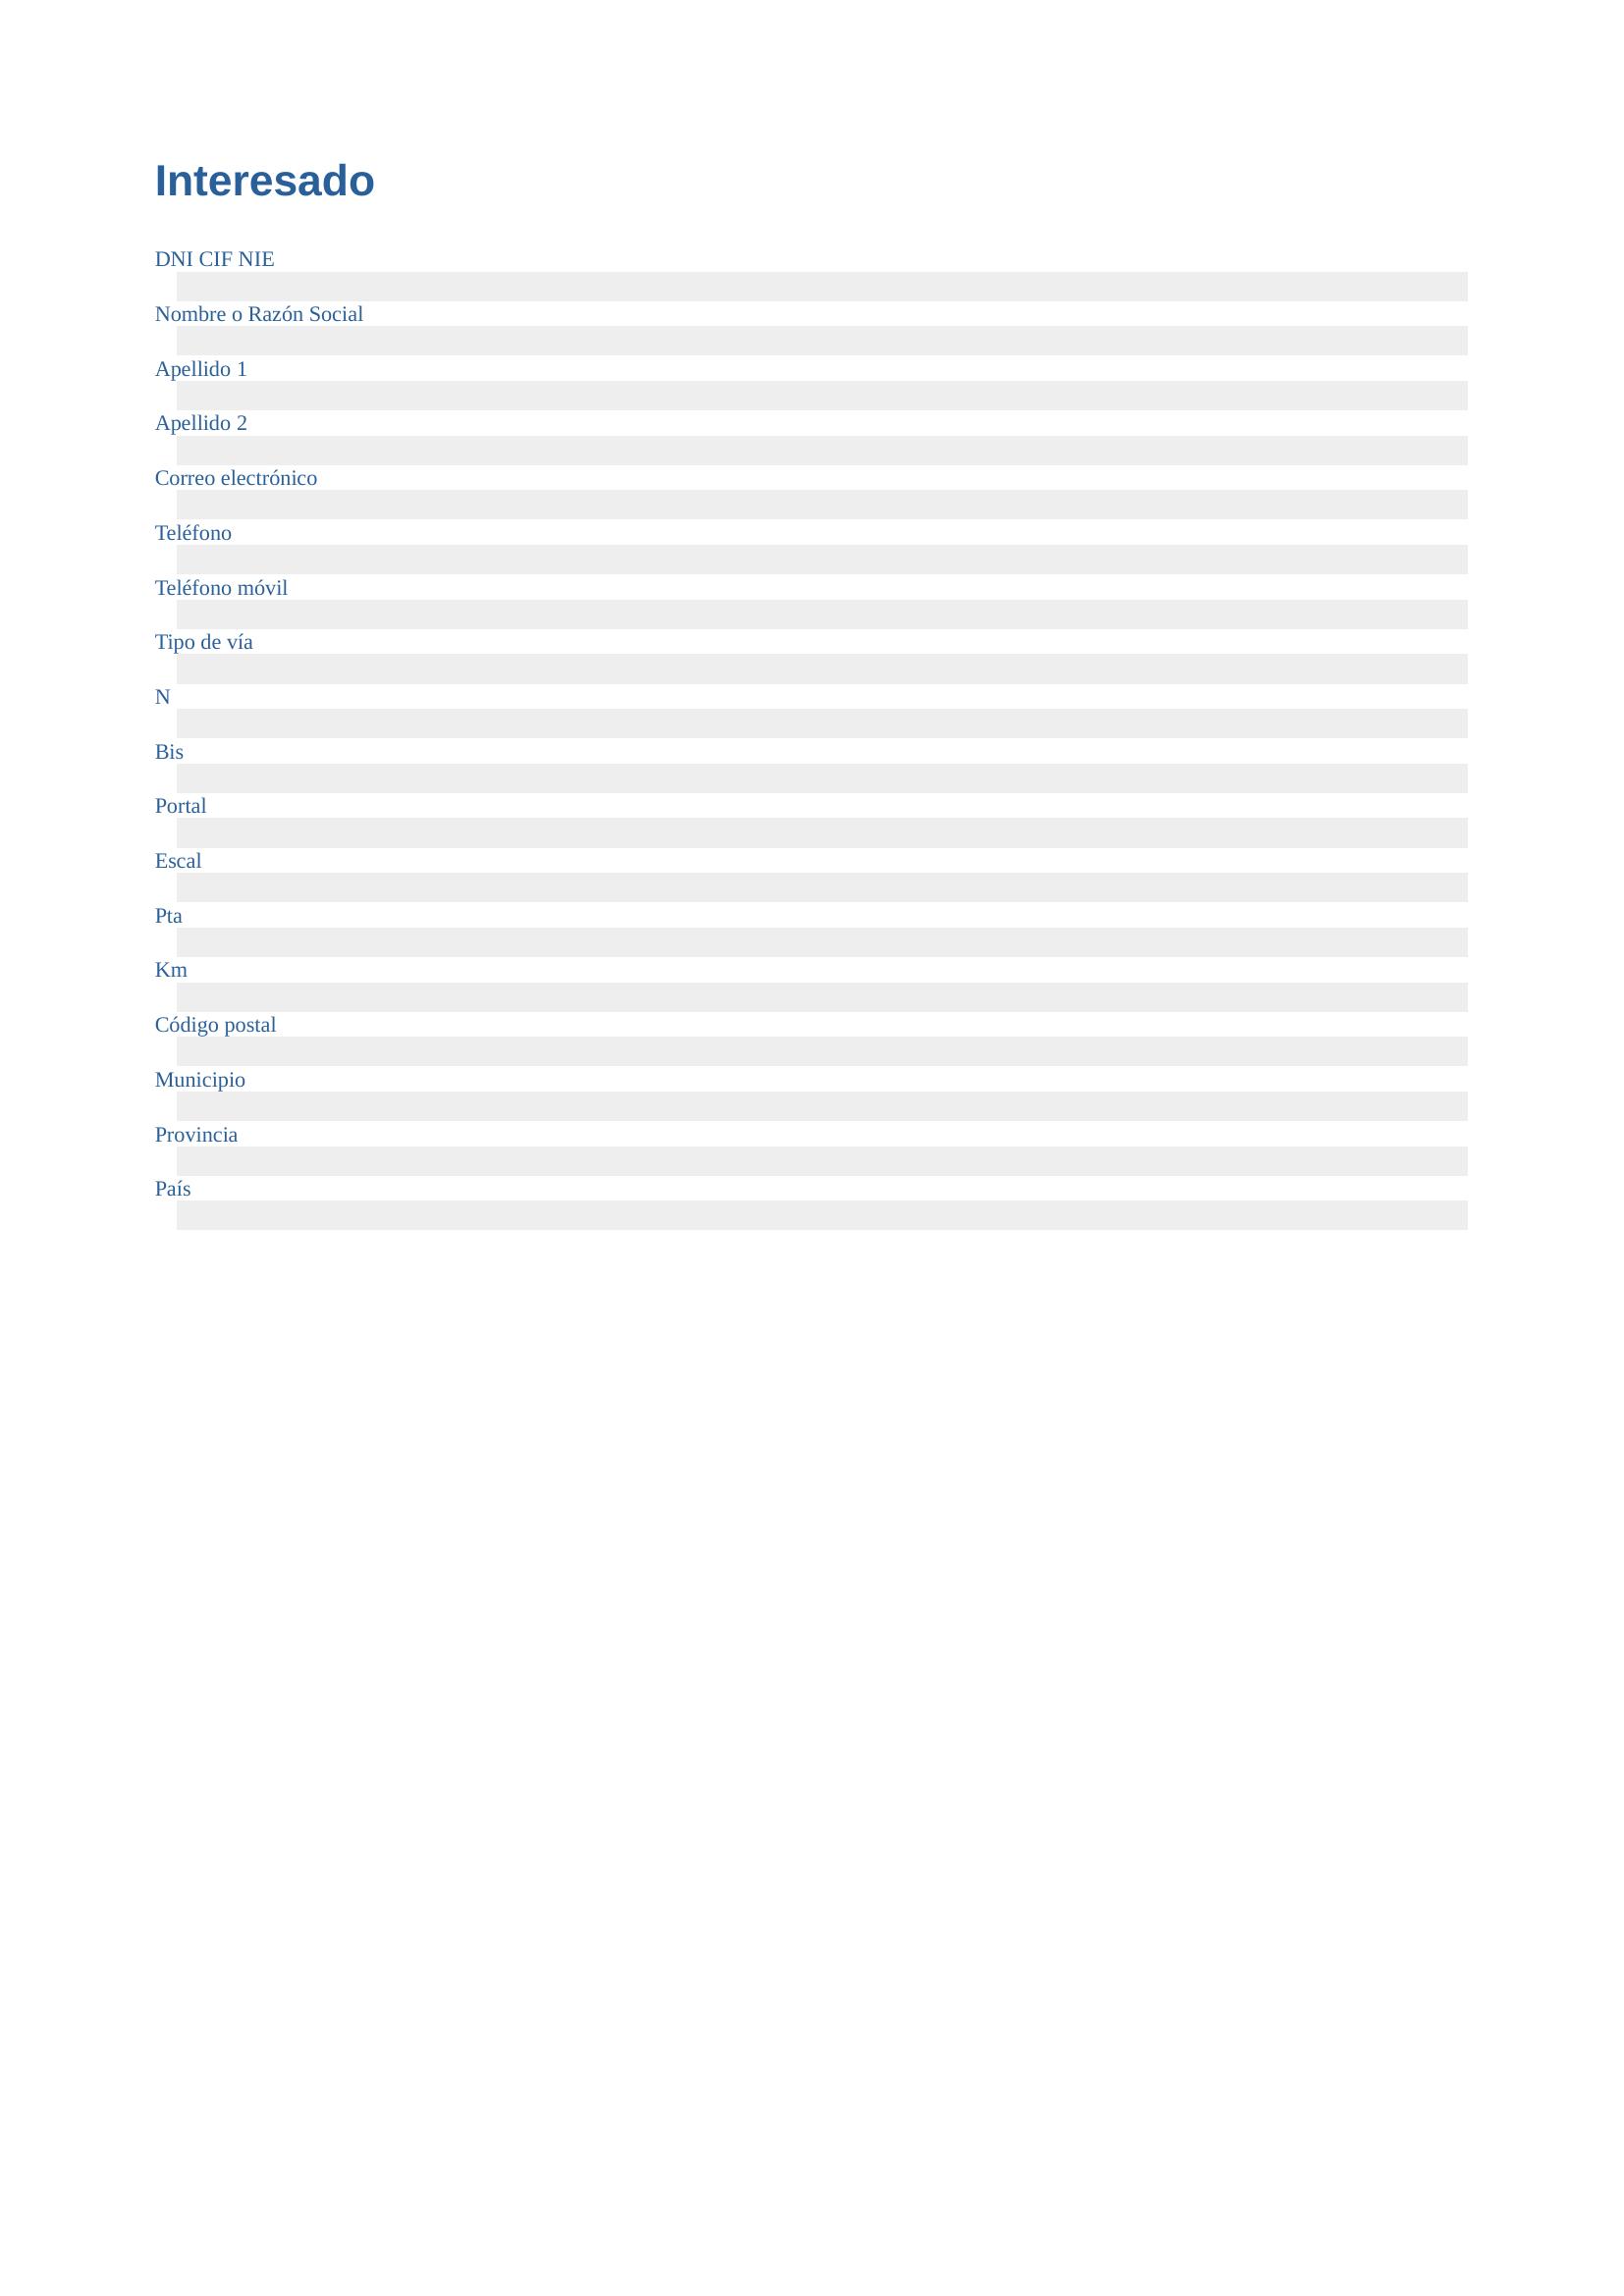 Interesado
DNI CIF NIE
Nombre o Razón Social
Apellido 1
Apellido 2
Correo electrónico
Teléfono
Teléfono móvil
Tipo de vía
N
Bis
Portal
Escal
Pta
Km
Código postal
Municipio
Provincia
País